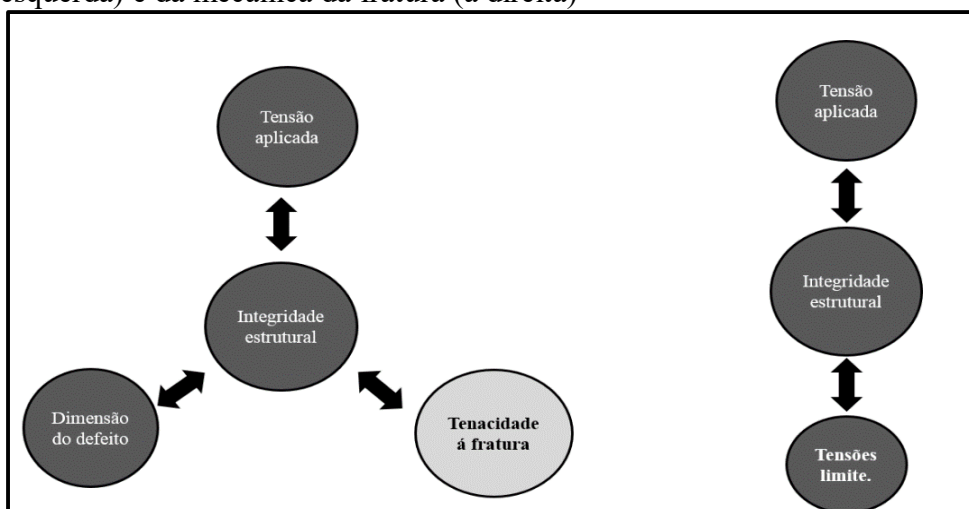 esquerda) e da mecânica da fratura (à direita)
Tensão
aplicada
Integridade
estrutural
Dimensão
do defeito
Tenacidade
á fratura
Tensão
aplicada
Integridade
estrutural
Tensões
limite.